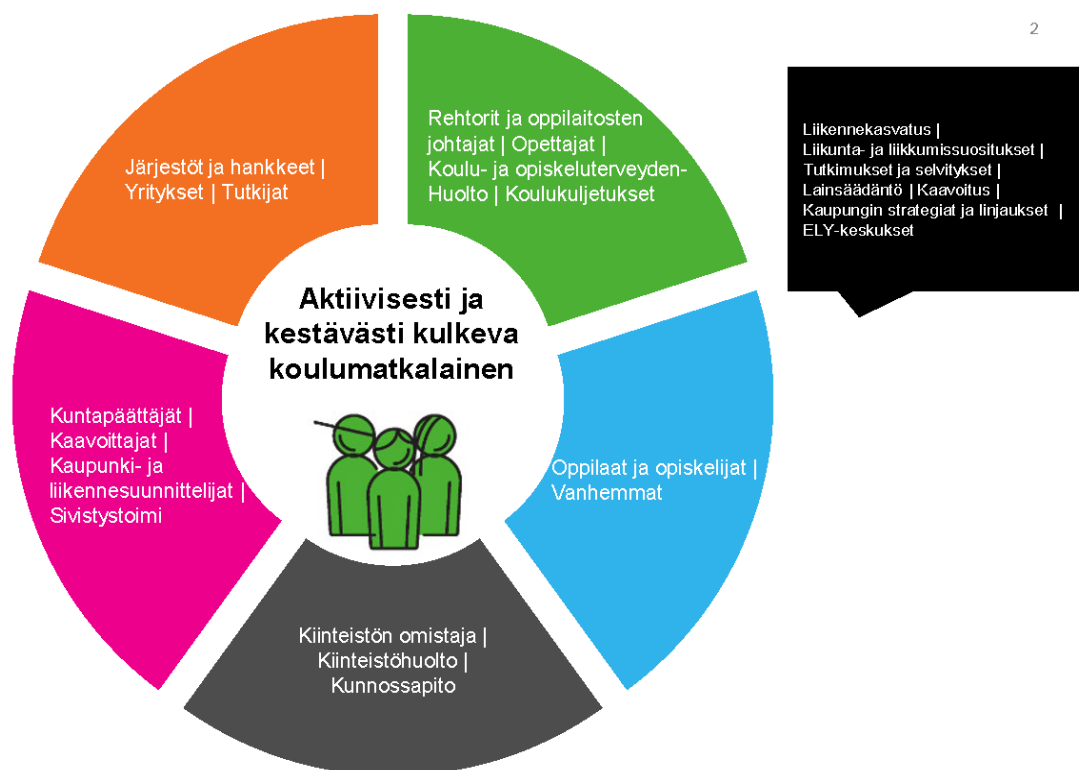 2
Rehtorit ja oppilaitosten
johtajat | Opettajat |
Koulu- ja opiskeluterveyden-
Huolto | Koulukuljetukset
Järjestöt ja hankkeet |
Yritykset | Tutkijat
Liikennekasvatus |
Liikunta- ja liikkumissuositukset |
Tutkimukset ja selvitykset |
Lainsäädäntö | Kaavoitus |
Kaupungin strategiat ja linjaukset |
ELY-keskukset
Aktiivisesti ja
kestävästi kulkeva
koulumatkalainen
Kuntapäättäjät |
Kaavoittajat |
Kaupunki- ja
liikennesuunnittelijat |
Sivistystoimi
Oppilaat ja opiskelijat |
Vanhemmat
Kiinteistön omistaja |
Kiinteistöhuolto |
Kunnossapito